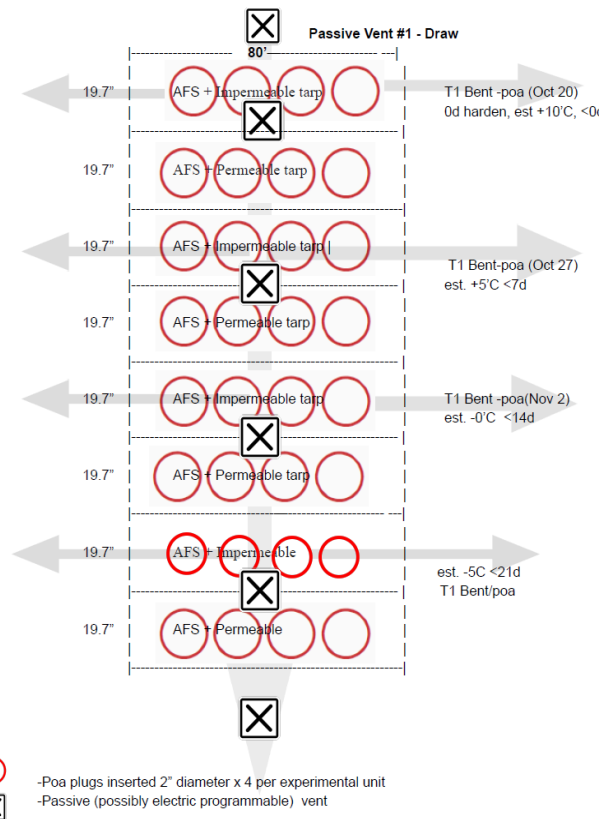 Passive Vent #1 - Draw
80'
19.7" AFS + Impermeable tarp T1 Bent -poa (Oct 20)
0d harden, est +10'C, <0d
19.7" AFS + Permeable tarp
19.7" AFS + Impermeable tarp |
T1 Bent-poa (Oct 27)
est. +5'C <7d
19.7" AFS + Permeable tarp
19.7" AFS + Impermeable tarp T1 Bent -poa(Nov 2)
est. -0'C <14d
19.7" AFS + Permeable tarp
19.7" AFS + Impermeable
est. -5C <21d
T1 Bent/poa
19.7" AFS + Permeable
-Poa plugs inserted 2" diameter x 4 per experimental unit
-Passive (possibly electric programmable) vent